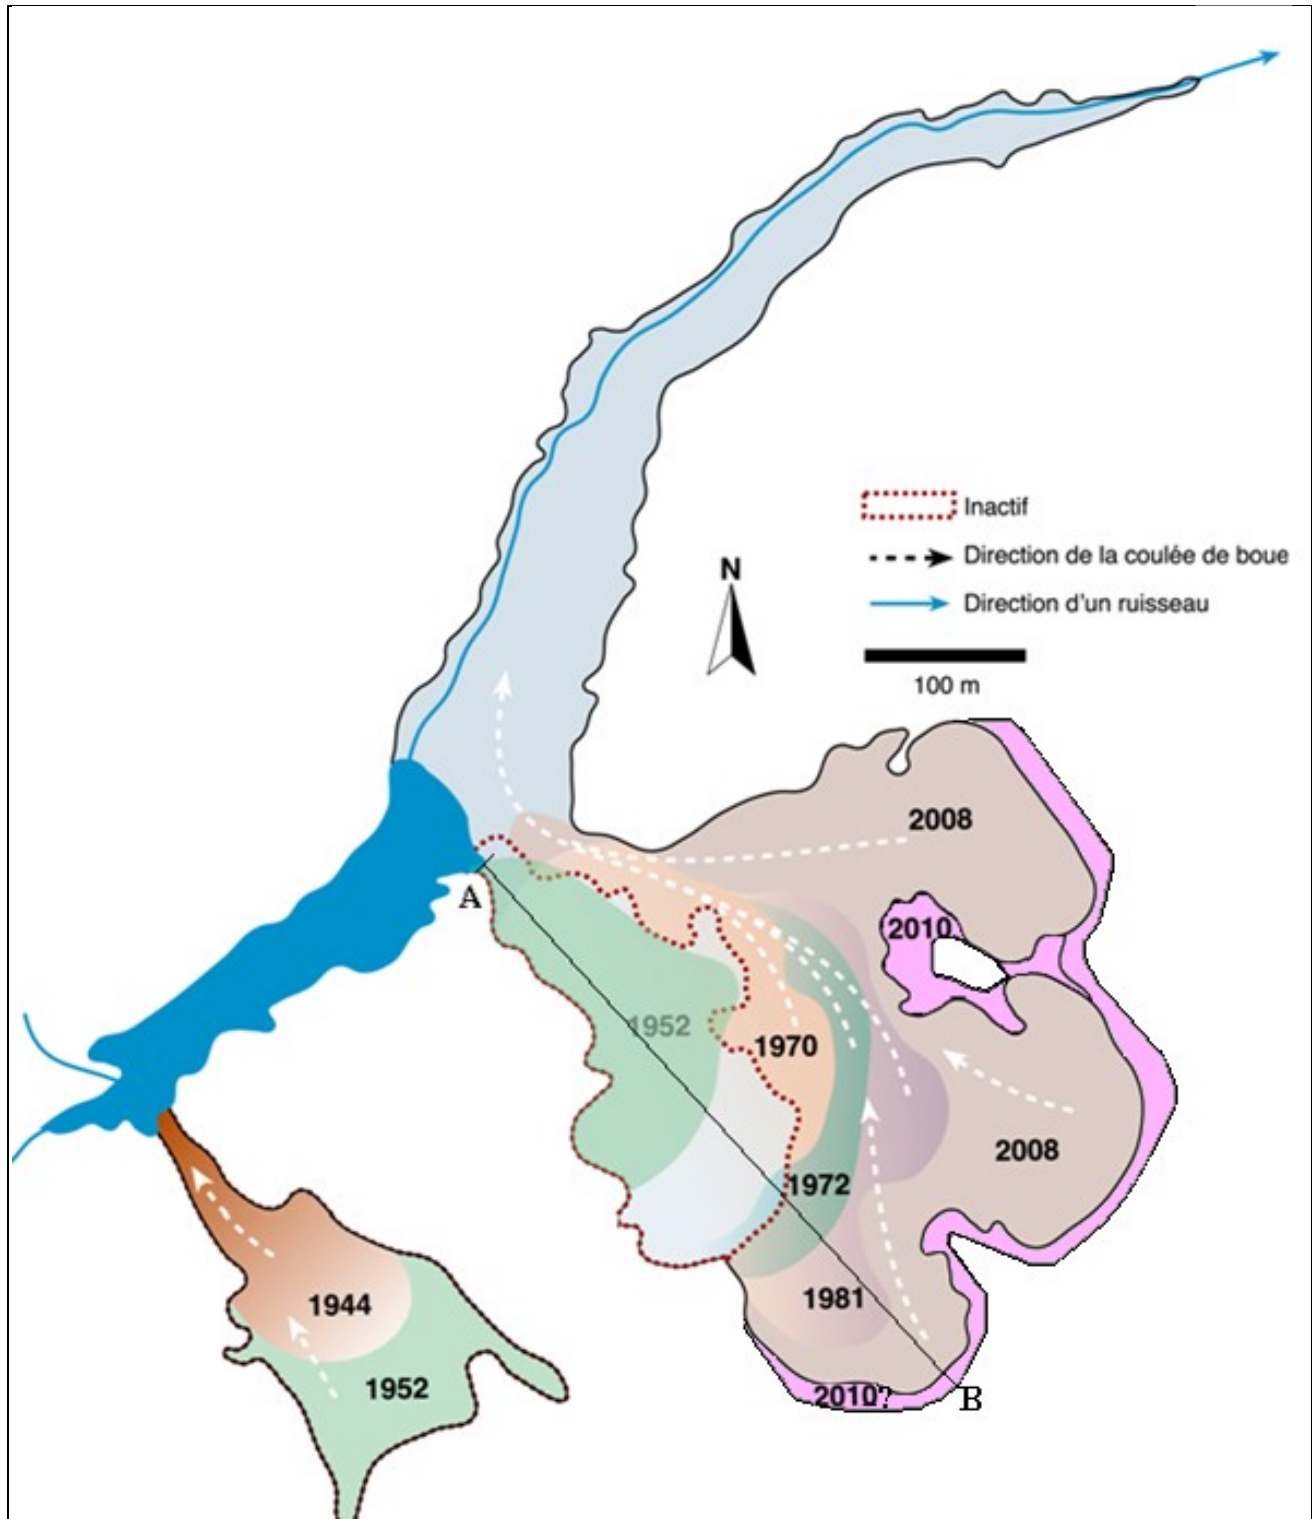 Inactif
N
Direction de la coulée de boue
Direction d'un ruisseau
100 m
2008
A
2010
1952
1970
2008
1972
1944
1981
1952
2010?
B